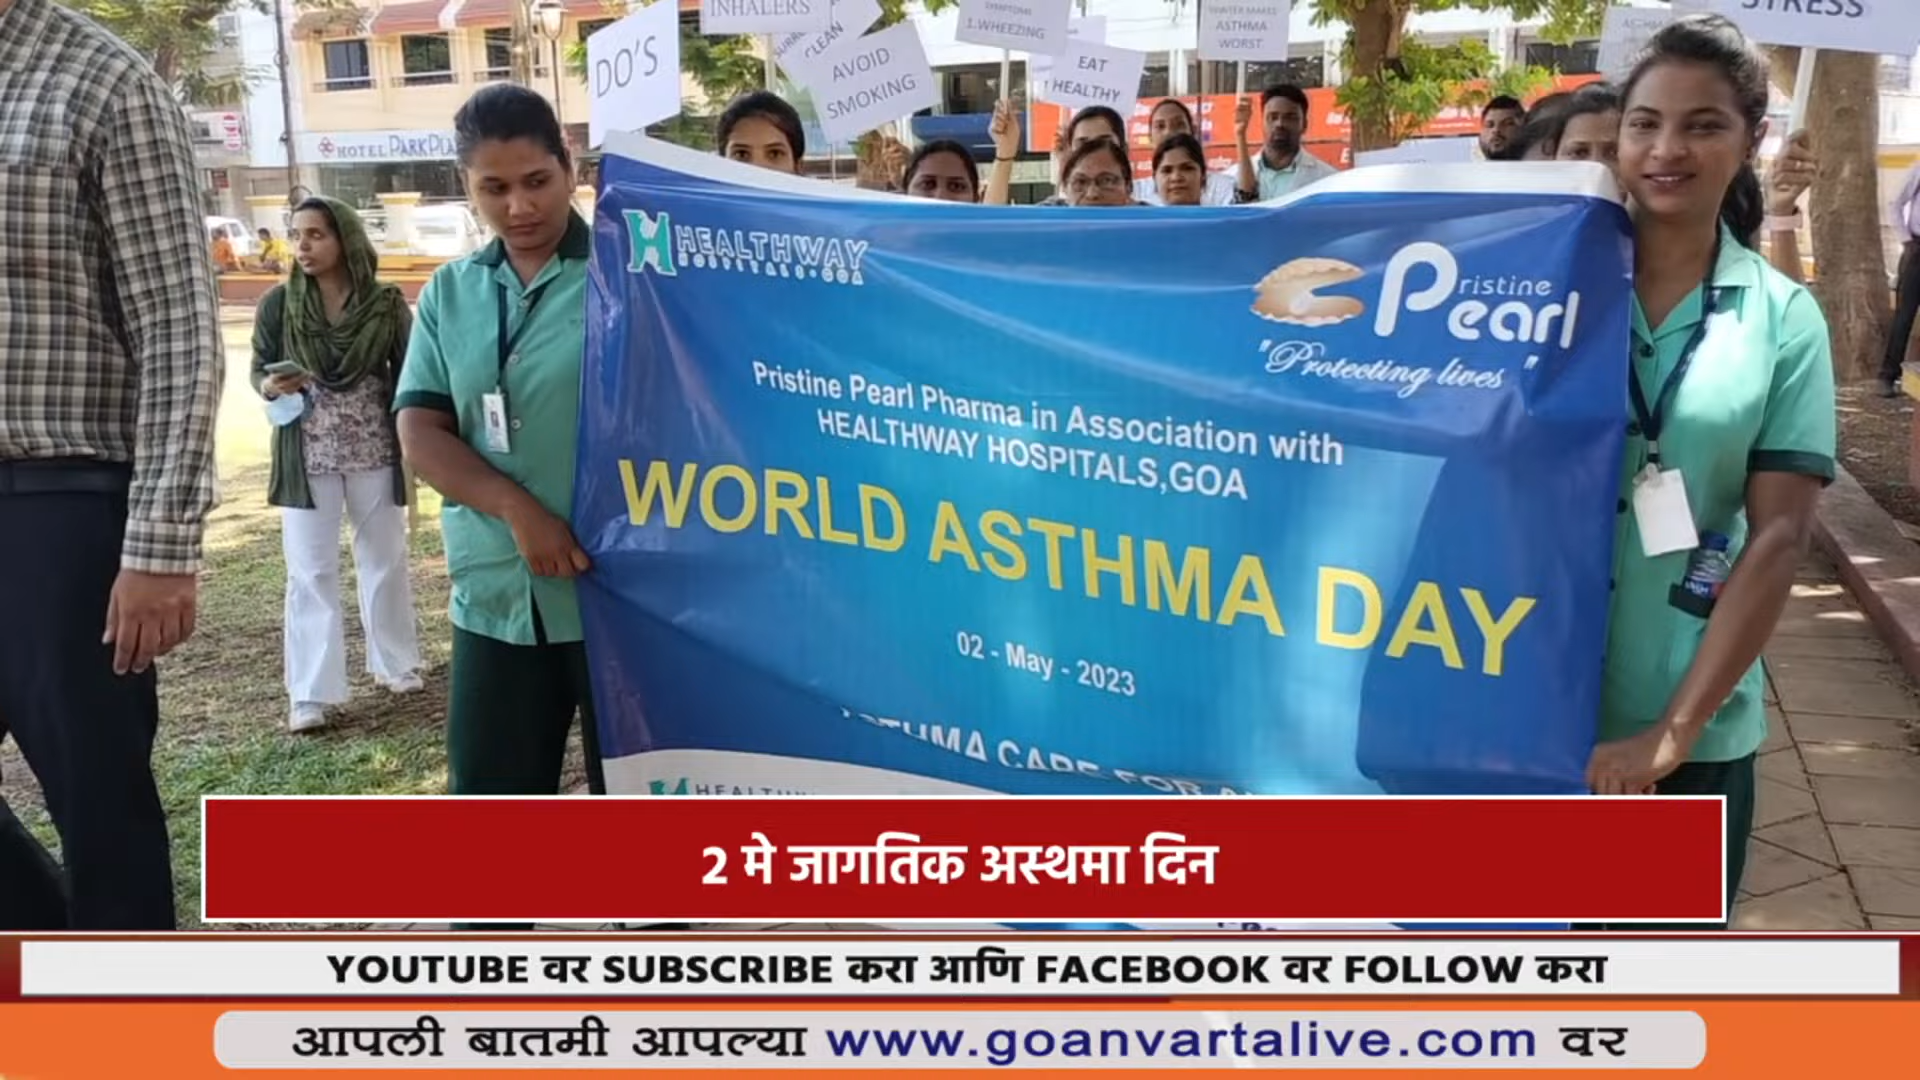 INHALERS
STRESS
DO'S
CLEAN
1. WHEEZING
ASTHMA
WORST
AVOID
SMOKING
EAT
HEALTHY
HOTEL PARK
HEALTHWAY
HOSPITALS • GOA
Pristine
Pearl
"Protecting lives"
Pristine Pearl Pharma in Association with
HEALTHWAY HOSPITALS,GOA
WORLD ASTHMA DAY
02 - May - 2023
2 मे जागतिक अस्थमा दिन
YOUTUBE वर SUBSCRIBE करा आणि FACEBOOK वर FOLLOW करा
आपली बातमी आपल्या www.goanvartalive.com वर